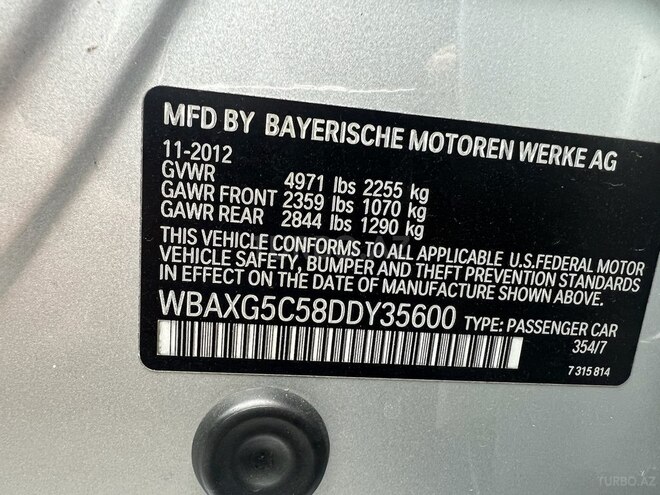 MFD BY BAYERISCHE MOTOREN WERKE AG
11-2012
GVWR 4971 lbs 2255 kg
GAWR FRONT 2359 lbs 1070 kg
GAWR REAR 2844 lbs 1290 kg
THIS VEHICLE CONFORMS TO ALL APPLICABLE U.S.FEDERAL MOTOR
VEHICLE SAFETY, BUMPER AND THEFT PREVENTION STANDARDS
IN EFFECT ON THE DATE OF MANUFACTURE SHOWN ABOVE.
WBAXG5C58DDY35600 TYPE: PASSENGER CAR
354/7
7 315 814
TURBO.AZ